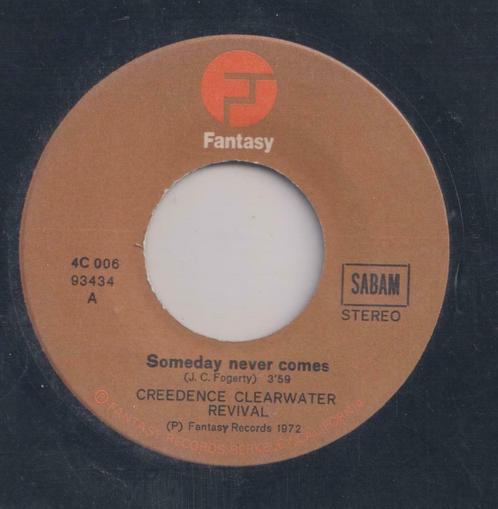 Fantasy
4C 006
93434
A
SABAM
STEREO
Someday never comes
(J. C. Fogerty) 3'59
CREEDENCE CLEARWATER
REVIVAL
(P) Fantasy Records 1972
© FANTASY RECORDS BERKELEY